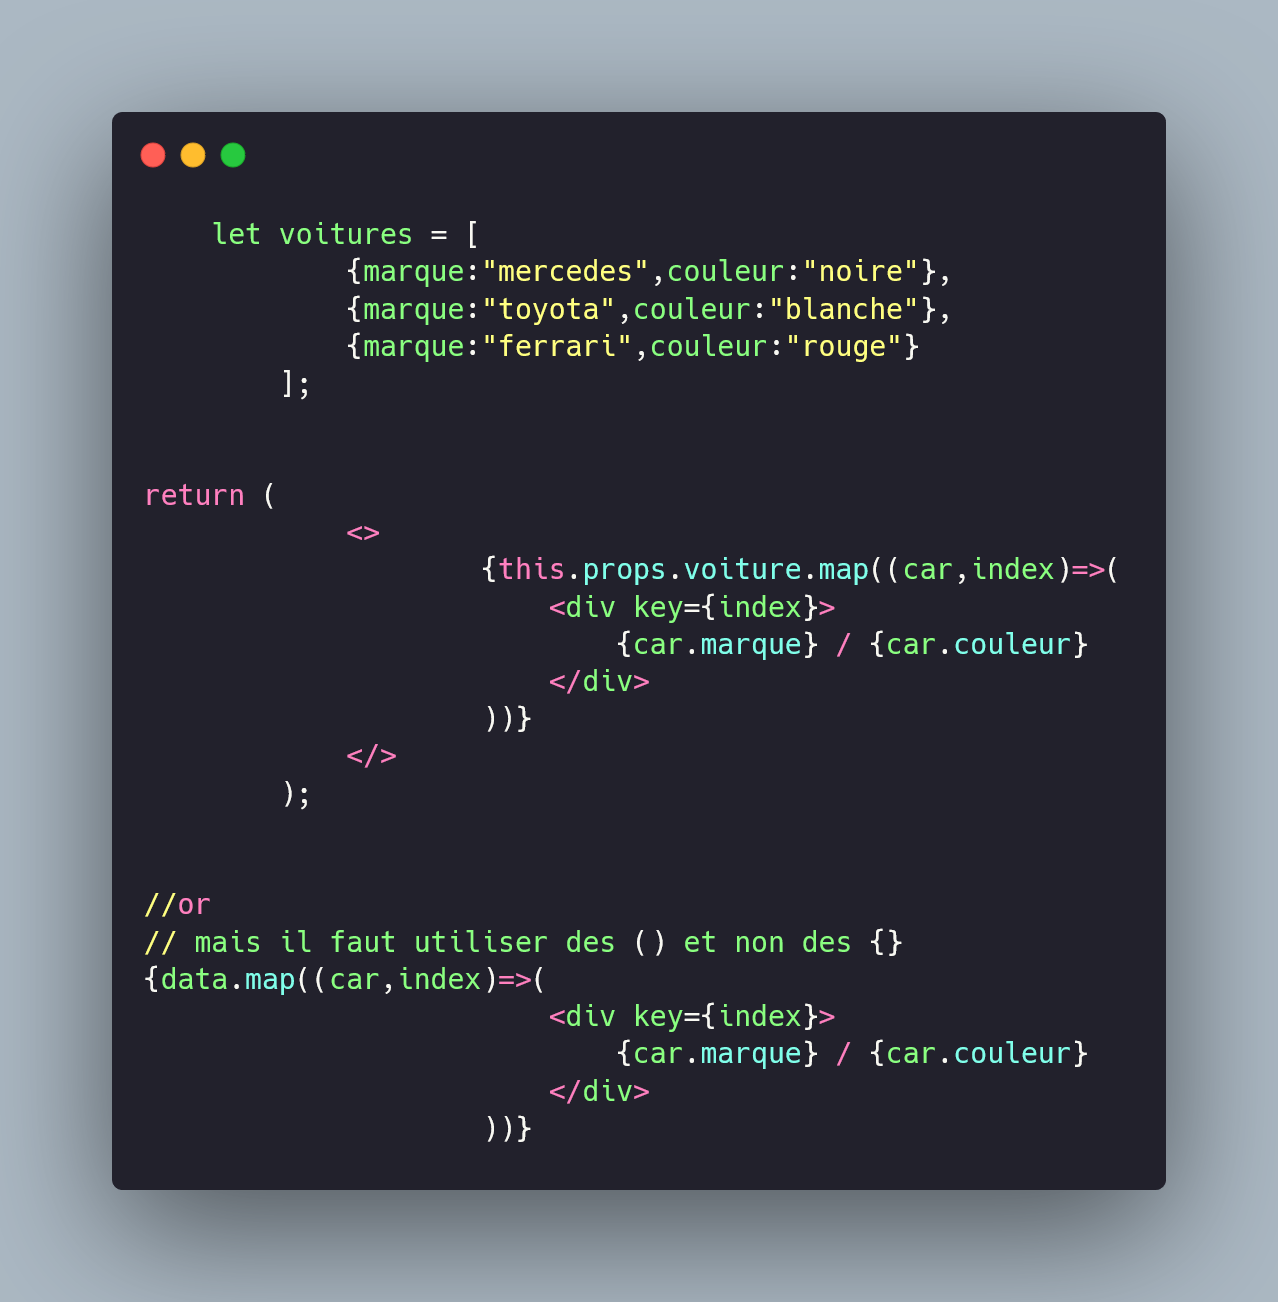 let voitures = [
{marque:"mercedes",couleur:"noire"},
{marque:"toyota",couleur:"blanche"},
{marque:"ferrari",couleur:"rouge"}
];
return (
<>
{this.props.voiture.map((car,index)=>(
<div key={index}>
{car.marque} / {car.couleur}
</div>
))}
</>
);
//or
// mais il faut utiliser des () et non des {}
{data.map((car,index)=>(
<div key={index}>
{car.marque} / {car.couleur}
</div>
))}